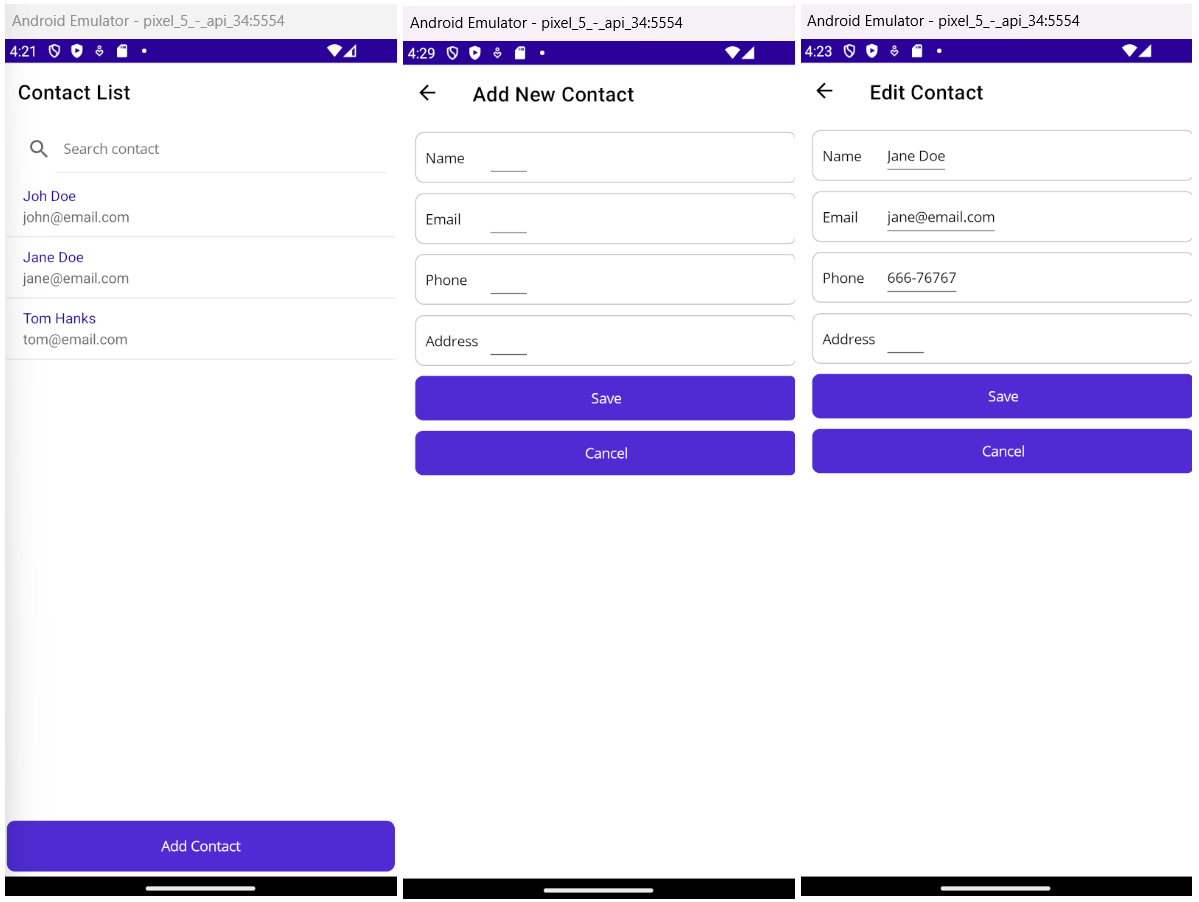 Android Emulator - pixel_5_-_api_34:5554
4:21
Contact List
Search contact
Joh Doe
john@email.com
Jane Doe
jane@email.com
Tom Hanks
tom@email.com
Add Contact
Android Emulator - pixel_5_-_api_34:5554
4:29
Add New Contact
Name
Email
Phone
Address
Save
Cancel
Android Emulator - pixel_5_-_api_34:5554
4:23
Edit Contact
Name Jane Doe
Email jane@email.com
Phone 666-76767
Address
Save
Cancel